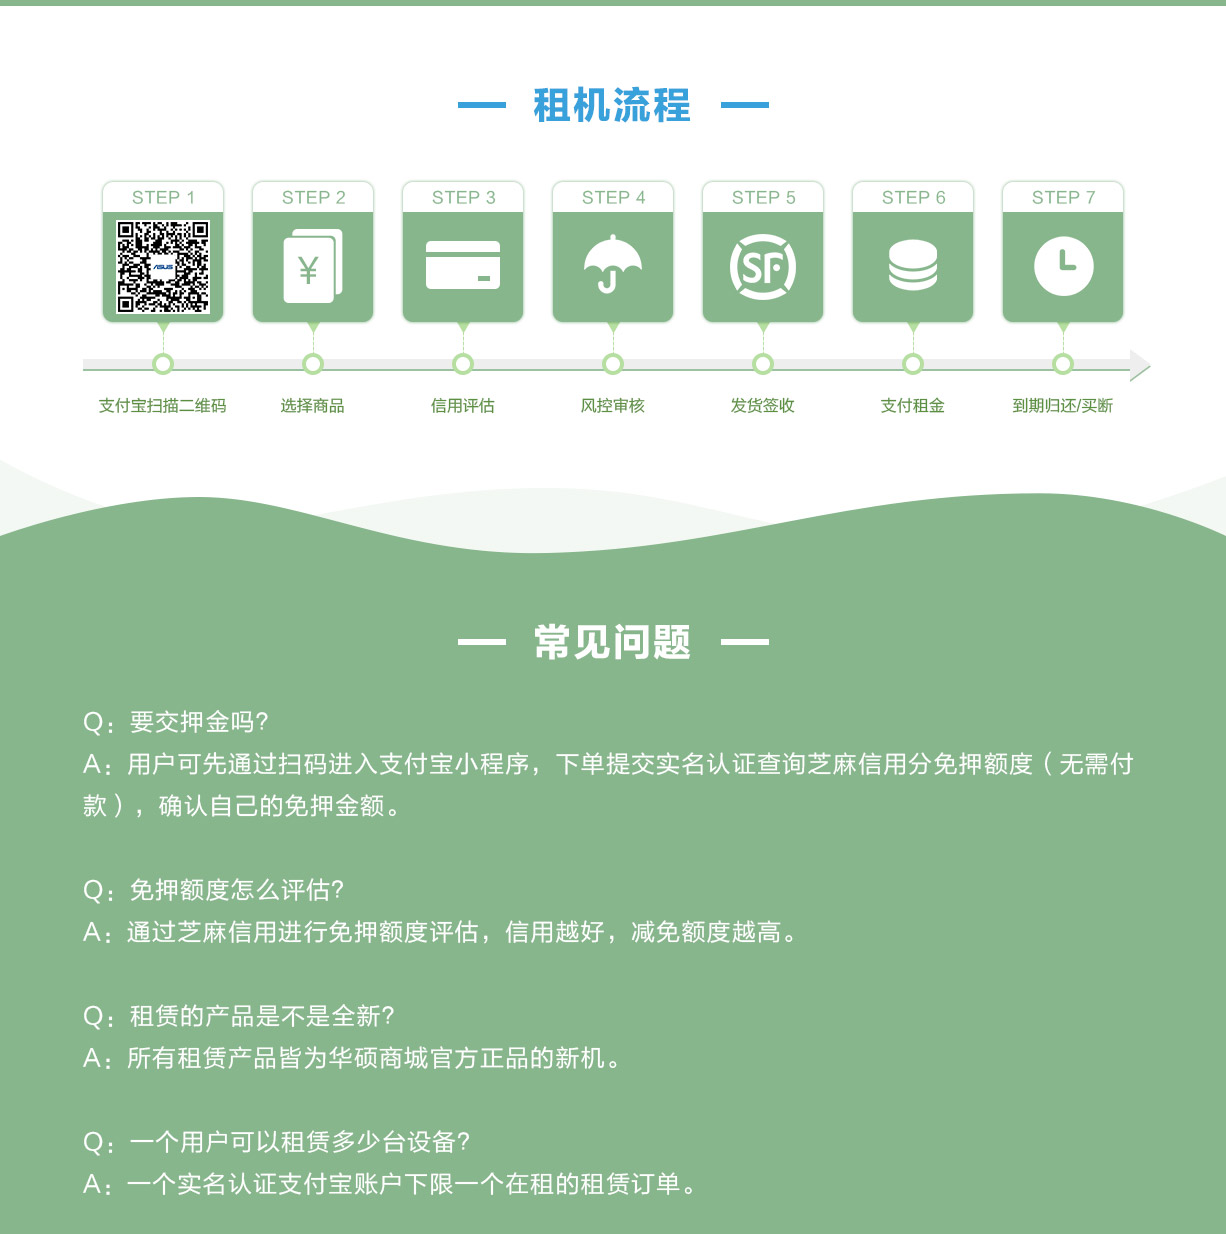 租机流程
STEP 1
STEP 2
STEP 3
STEP 4
STEP 5
STEP 6
STEP 7
ASUS
¥
SF
支付宝扫描二维码
选择商品
信用评估
风控审核
发货签收
支付租金
到期归还/买断
常见问题
Q：要交押金吗?
A：用户可先通过扫码进入支付宝小程序，下单提交实名认证查询芝麻信用分免押额度（无需付
款），确认自己的免押金额。
Q：免押额度怎么评估?
A：通过芝麻信用进行免押额度评估，信用越好，减免额度越高。
Q：租赁的产品是不是全新?
A：所有租赁产品皆为华硕商城官方正品的新机。
Q：一个用户可以租赁多少台设备?
A：一个实名认证支付宝账户下限一个在租的租赁订单。